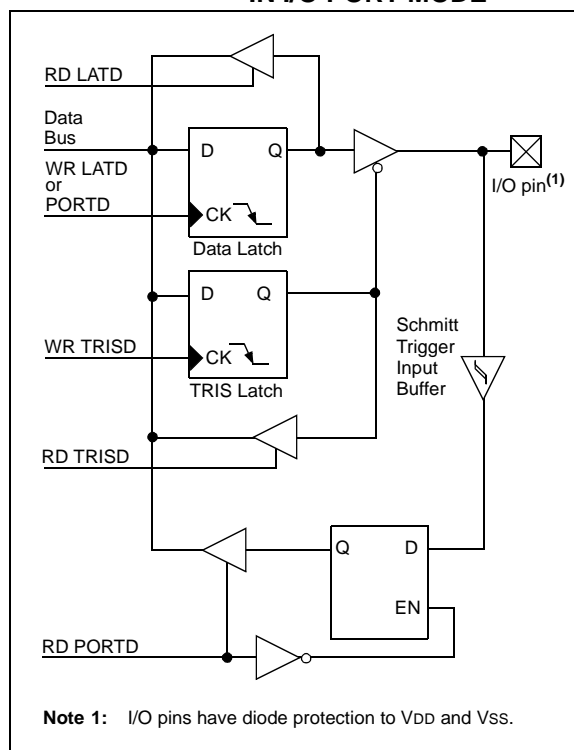 IN I/O PORT MODE
RD LATD
Data
Bus
D Q
WR LATD
or
PORTD
CK
Data Latch
I/O pin(1)
D Q
WR TRISD
CK
TRIS Latch
Schmitt
Trigger
Input
Buffer
RD TRISD
Q D
EN
RD PORTD
Note 1: I/O pins have diode protection to VDD and VSS.